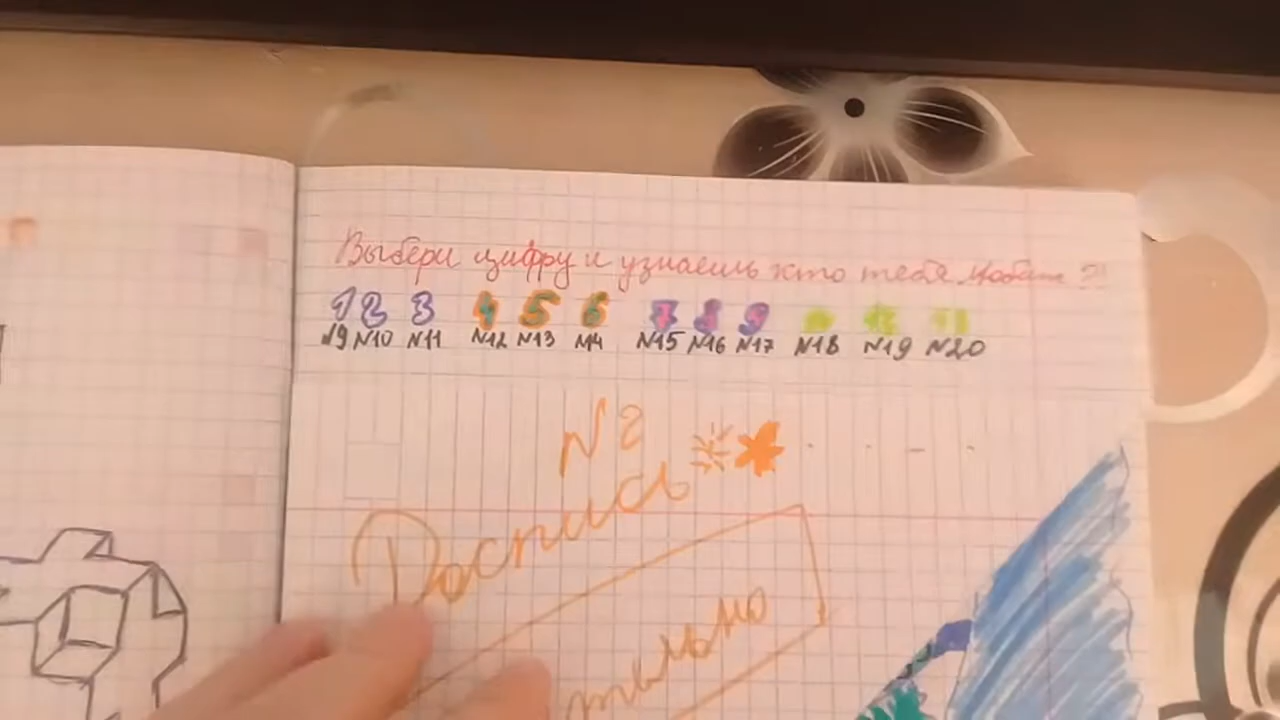 Выбери цифру и узнаешь кто тебя любит ?!
1 2 3 4 5 6 7 8 9
N9 N10 N11 N12 N13 N14 N15 N16 N17 N18 N19 N20
N2
Роспись